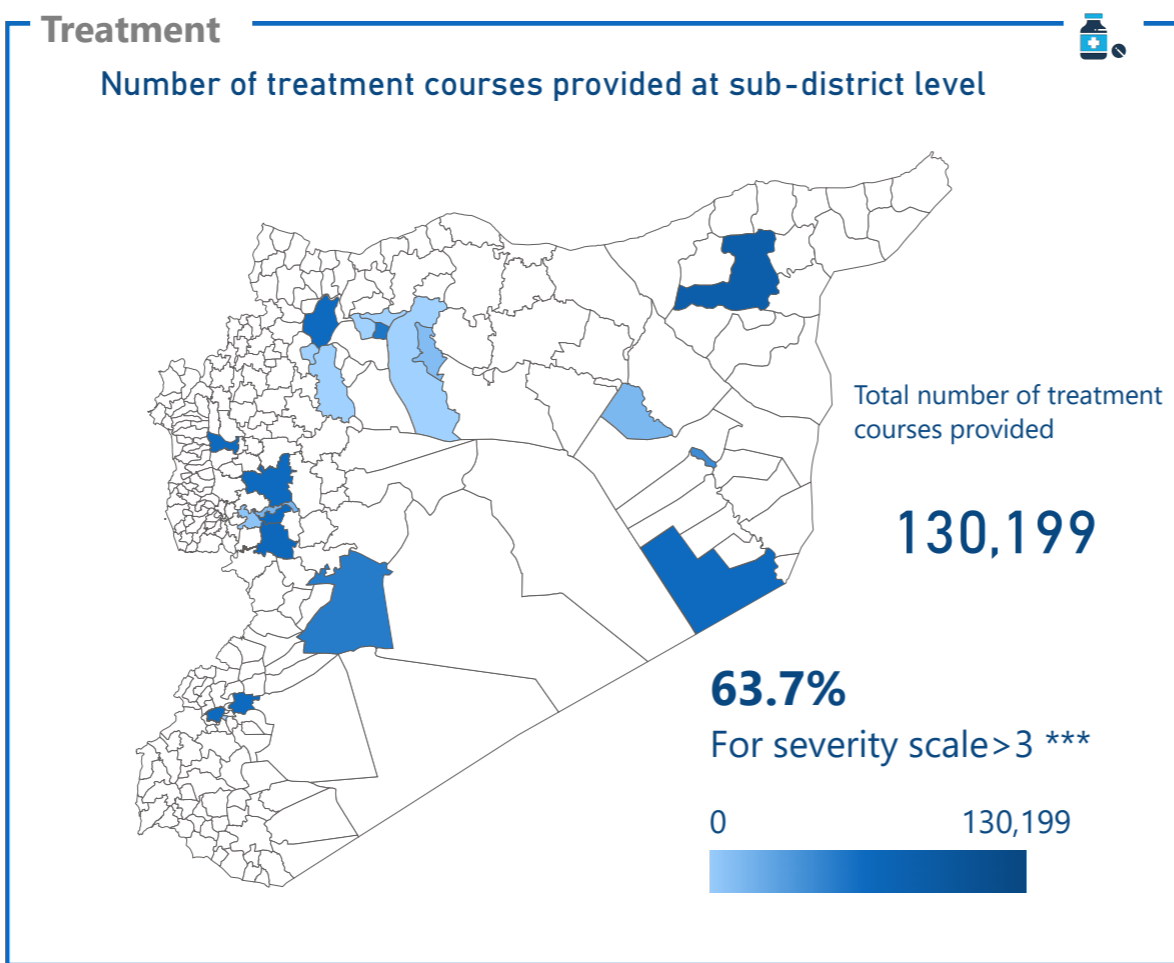 Treatment
Number of treatment courses provided at sub-district level
Total number of treatment
courses provided
130,199
63.7%
For severity scale>3 ***
0 130,199